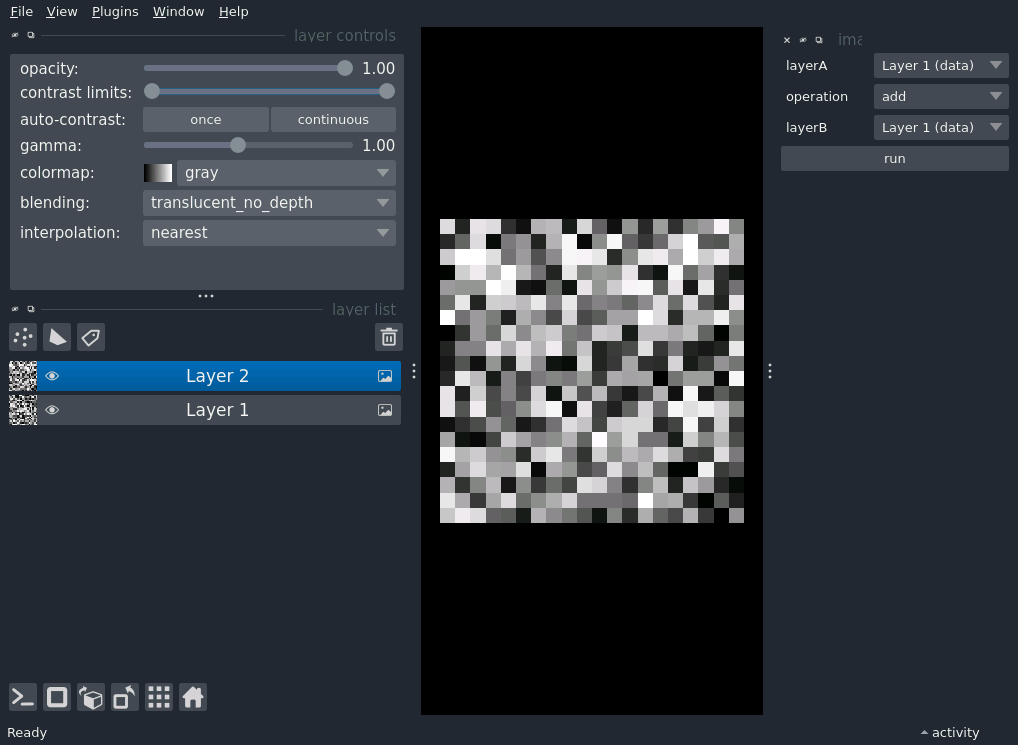 File View Plugins Window Help
layer controls
opacity: 1.00
contrast limits:
auto-contrast: once continuous
gamma: 1.00
colormap: gray
blending: translucent_no_depth
interpolation: nearest
layer list
Layer 2
Layer 1
ima
layerA Layer 1 (data)
operation add
layerB Layer 1 (data)
run
Ready
activity